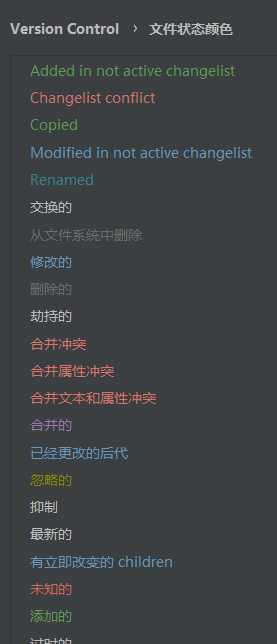 Version Control › 文件状态颜色
Added in not active changelist
Changelist conflict
Copied
Modified in not active changelist
Renamed
交换的
从文件系统中删除
修改的
删除的
劫持的
合并冲突
合并属性冲突
合并文本和属性冲突
合并的
已经更改的后代
忽略的
抑制
最新的
有立即改变的 children
未知的
添加的
过时的